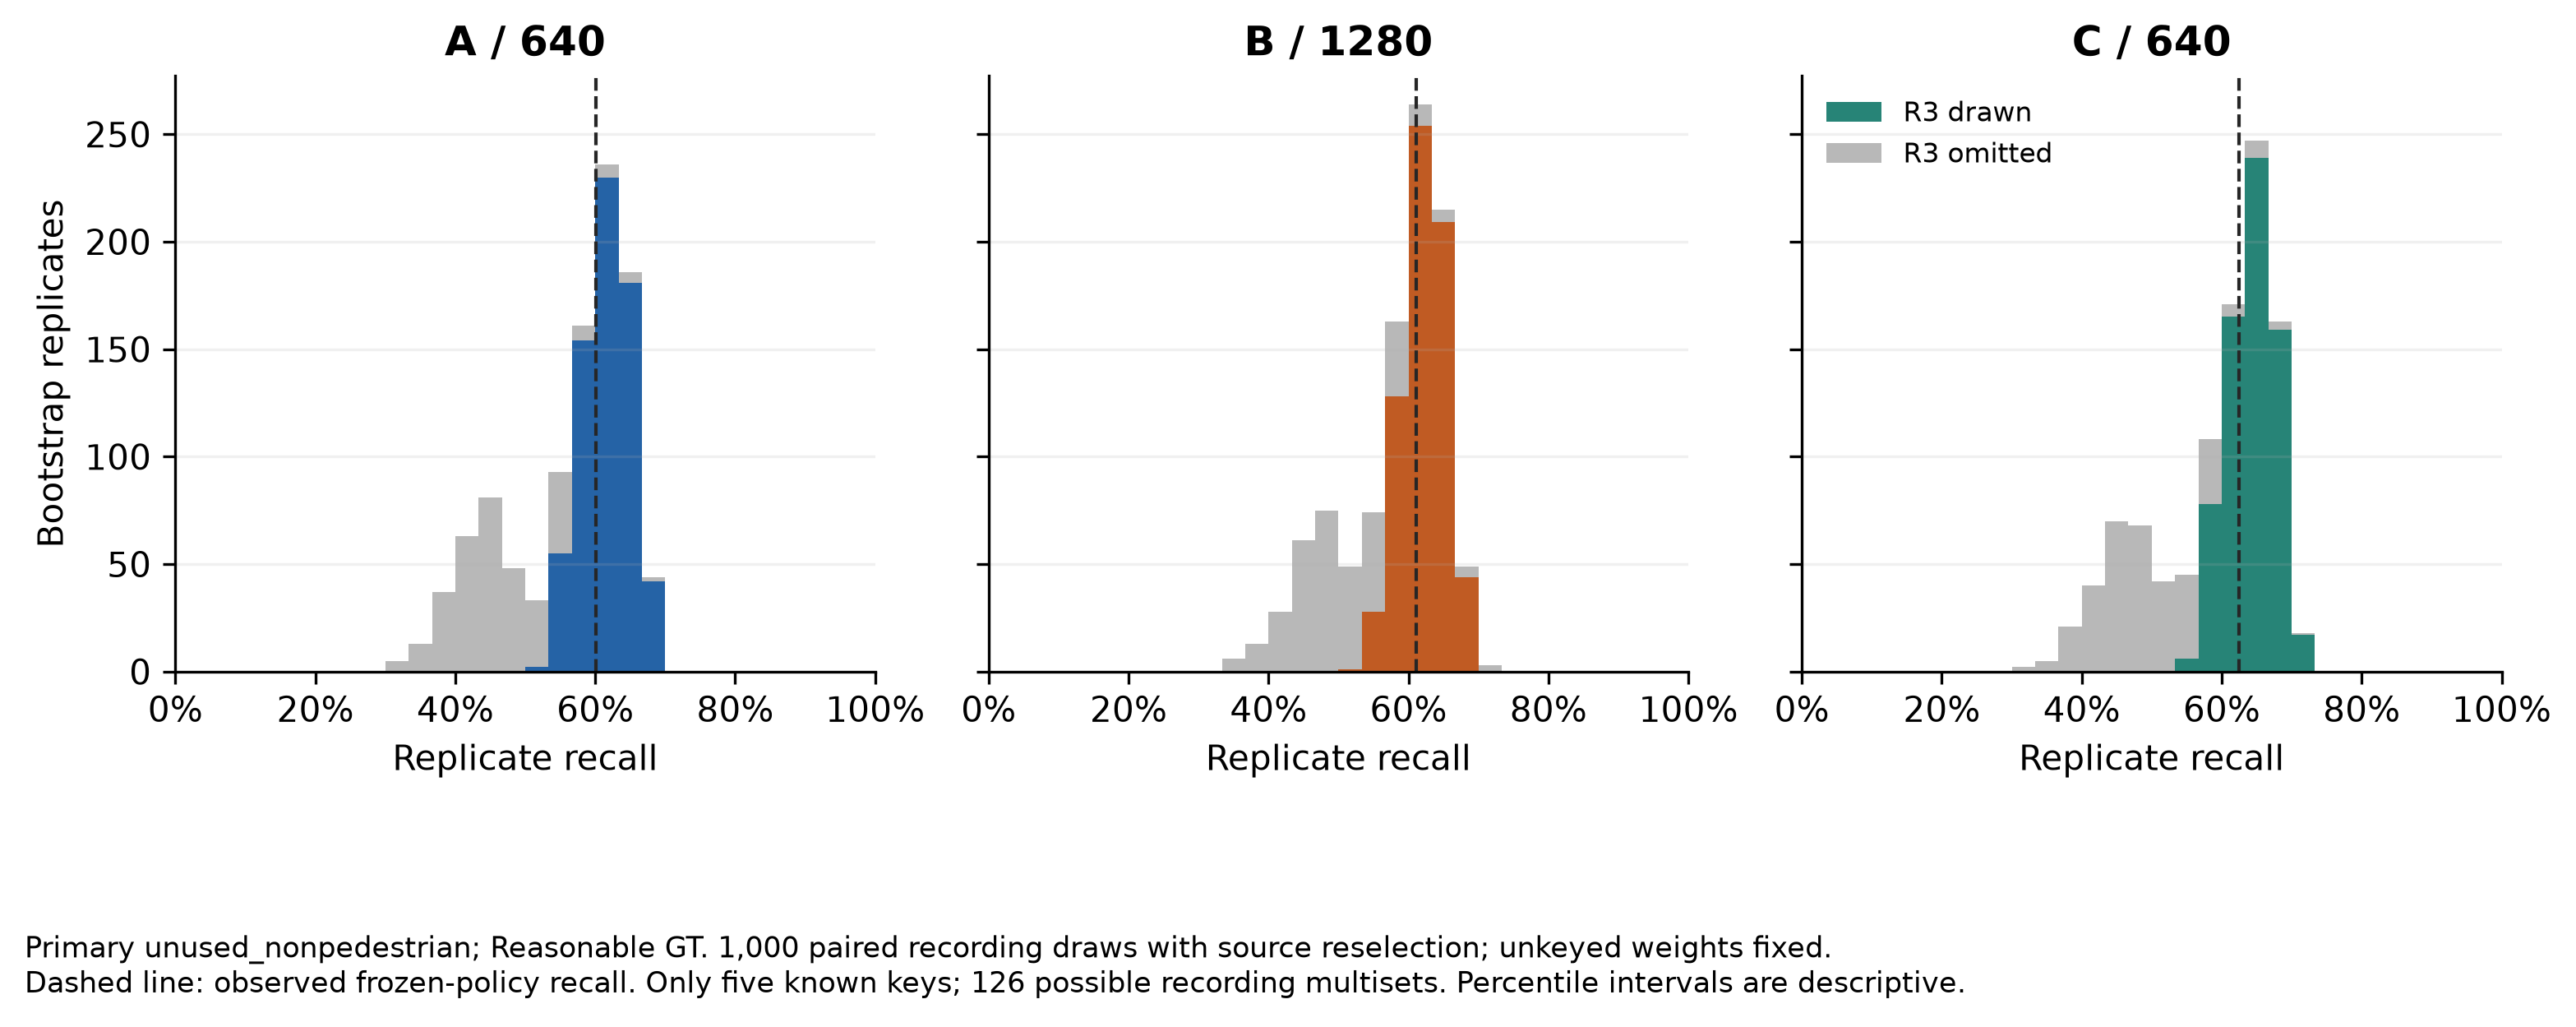 A / 640
B / 1280
C / 640
Bootstrap replicates
250
200
150
100
50
0
R3 drawn
R3 omitted
0% 20% 40% 60% 80% 100%
0% 20% 40% 60% 80% 100%
0% 20% 40% 60% 80% 100%
Replicate recall
Replicate recall
Replicate recall
Primary unused_nonpedestrian; Reasonable GT. 1,000 paired recording draws with source reselection; unkeyed weights fixed.
Dashed line: observed frozen-policy recall. Only five known keys; 126 possible recording multisets. Percentile intervals are descriptive.